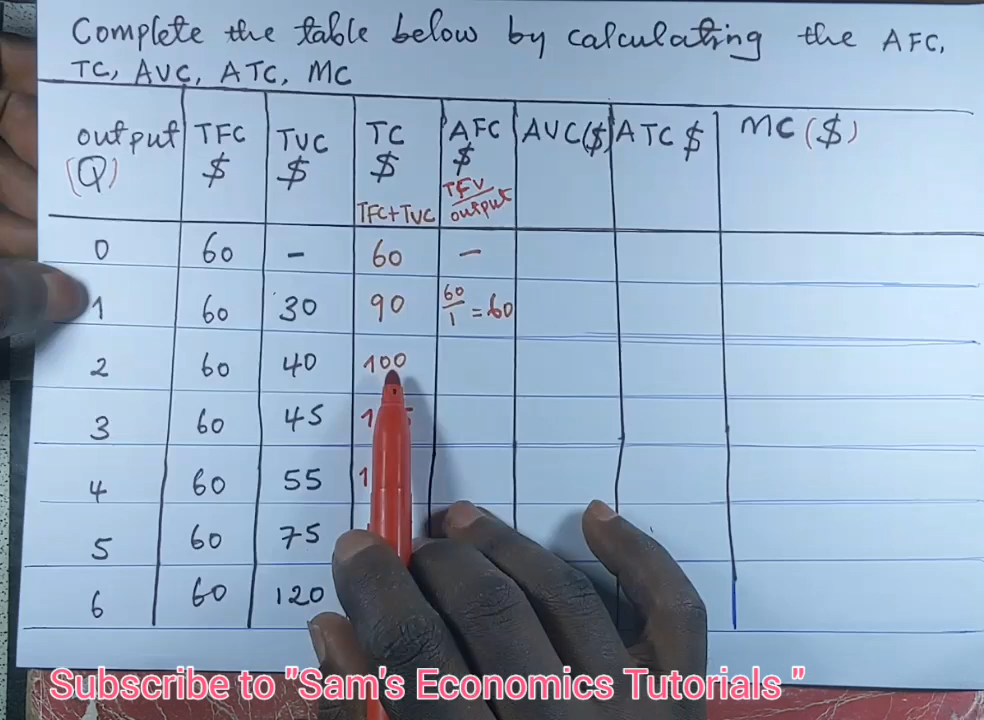 Complete the table below by calculating the AFC,
TC, AVC, ATC, MC
output (Q) TFC $ TVC $ TC $ TFC+TVC AFC $ TFV/output AVC($) ATC $ MC ($)
0 60 - 60 -
1 60 30 90 60/1 = 60
2 60 40 100
3 60 45
4 60 55
5 60 75
6 60 120
Subscribe to "Sam's Economics Tutorials "